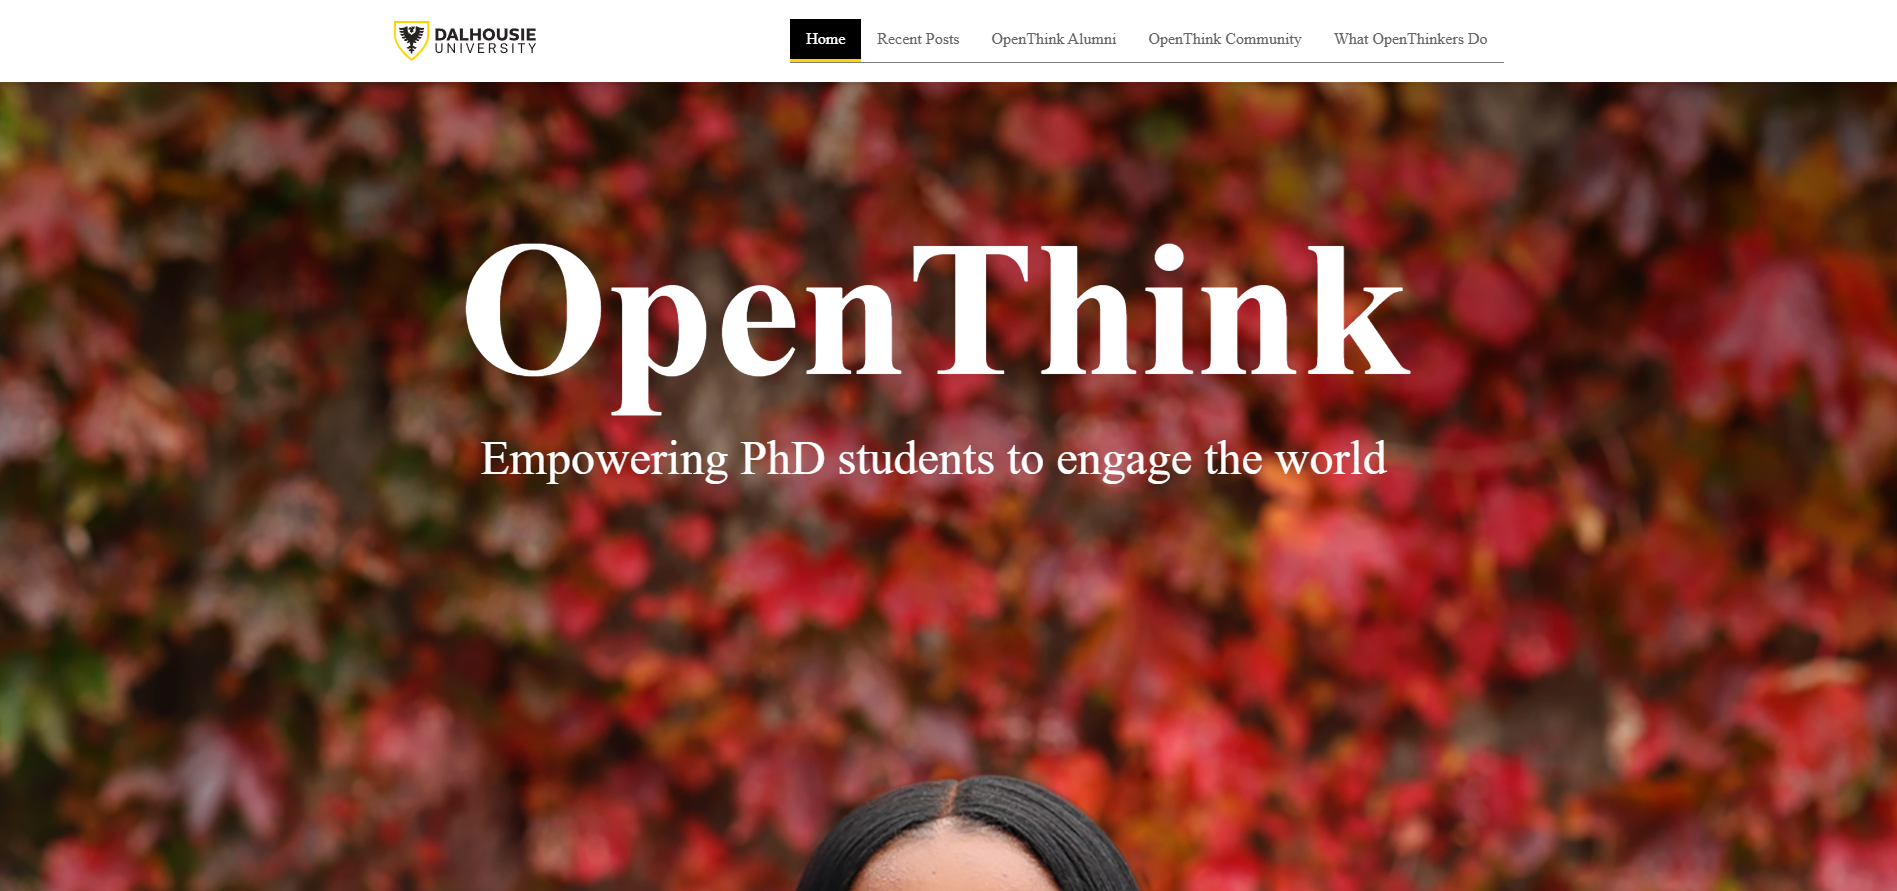 DALHOUSIE
UNIVERSITY
Home Recent Posts OpenThink Alumni OpenThink Community What OpenThinkers Do
OpenThink
Empowering PhD students to engage the world